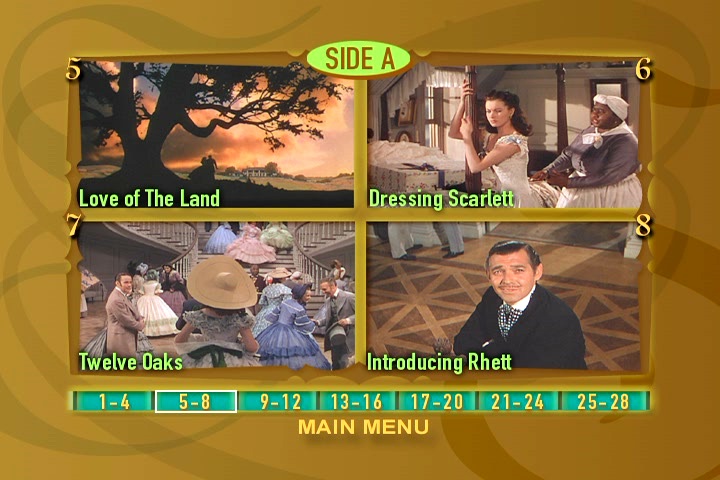 SIDE A
5
6
Love of The Land
Dressing Scarlett
7
8
Twelve Oaks
Introducing Rhett
1-4
5-8
9-12
13-16
17-20
21-24
25-28
MAIN MENU